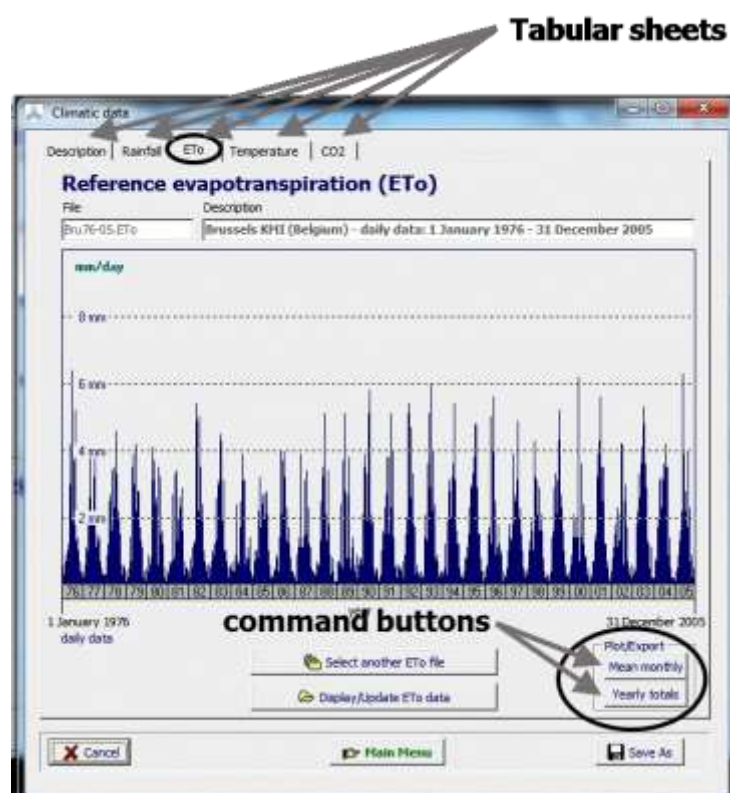 Tabular sheets
Climatic data
Description Rainfall ETo Temperature CO2
Reference evapotranspiration (ETo)
File Description
Bru76-05.ETo Brussels KMI (Belgium) - daily data: 1 January 1976 - 31 December 2005
mm/day
8 mm
6 mm
4 mm
2 mm
76 77 78 79 80 81 82 83 84 85 86 87 88 89 90 91 92 93 94 95 96 97 98 99 00 01 02 03 04 05
1 January 1976 31 December 2005
daily data
command buttons
Plot/Export
Select another ETo file Mean monthly
Display/Update ETo data Yearly totals
Cancel Main Menu Save As